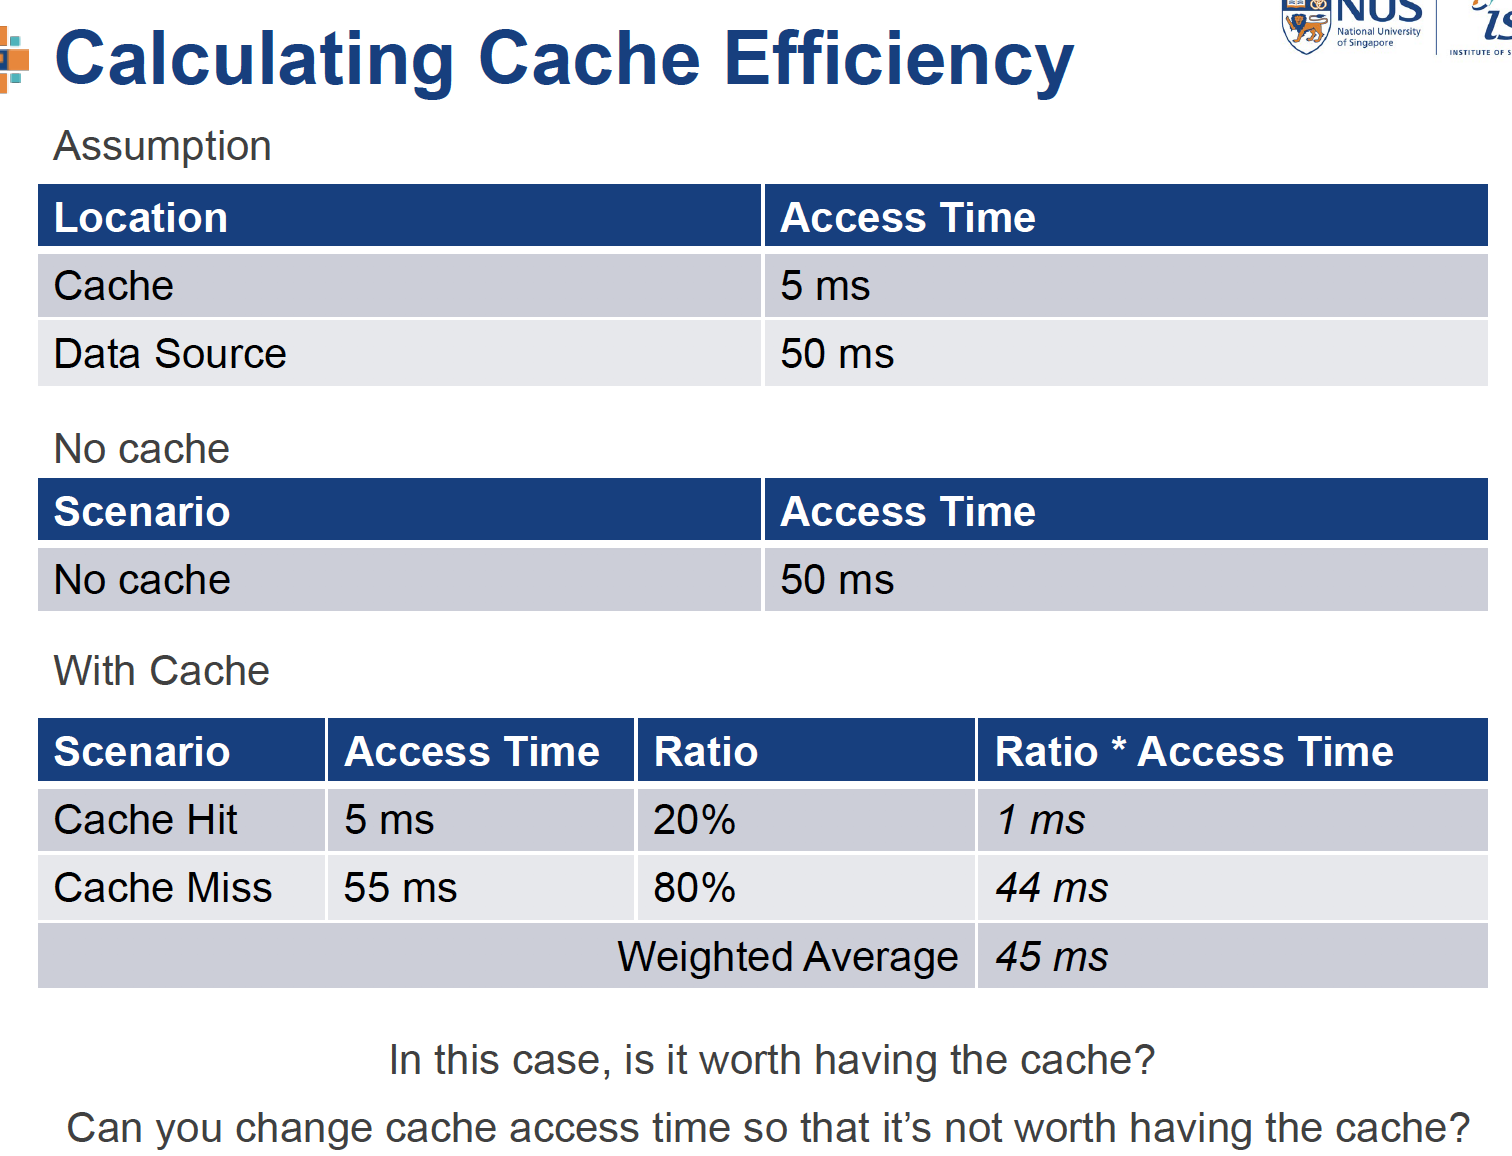 NUS
National University
of Singapore
INSTITUTE OF S
Calculating Cache Efficiency
Assumption
Location Access Time
Cache 5 ms
Data Source 50 ms
No cache
Scenario Access Time
No cache 50 ms
With Cache
Scenario Access Time Ratio Ratio * Access Time
Cache Hit 5 ms 20% 1 ms
Cache Miss 55 ms 80% 44 ms
Weighted Average 45 ms
In this case, is it worth having the cache?
Can you change cache access time so that it’s not worth having the cache?